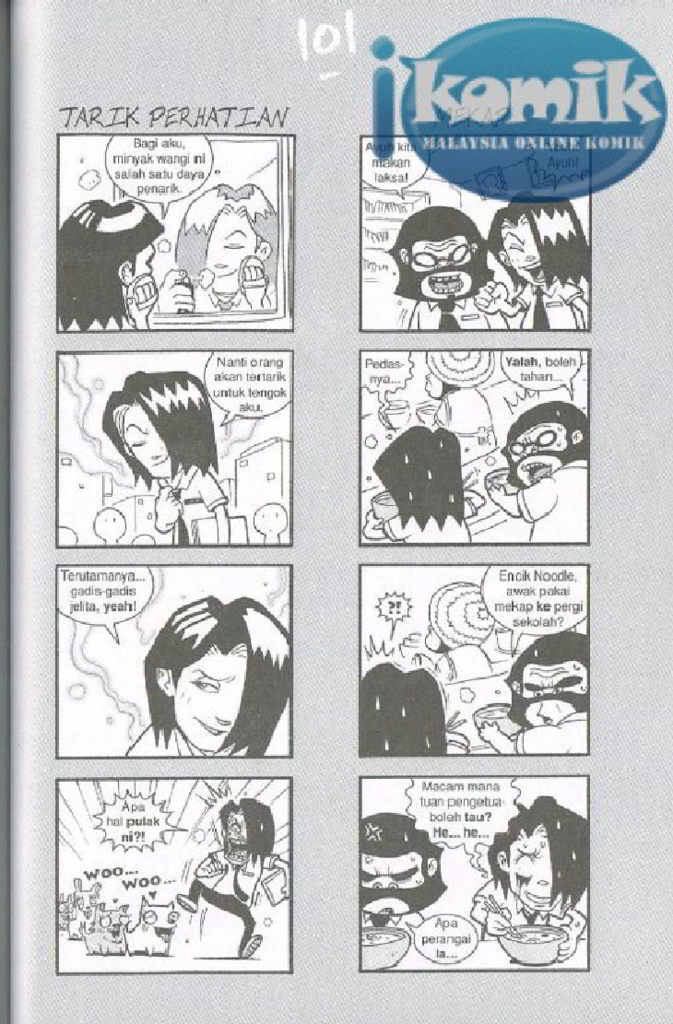 101
ikomik
MALAYSIA ONLINE KOMIK
TARIK PERHATIAN
Bagi aku,
minyak wangi ni
salah satu daya
penarik.
Nanti orang
akan tertarik
untuk tengok
aku.
Terutamanya...
gadis-gadis
jelita, yeah!
Apa
hal pulak
ni?!
WOO...
WOO...
MEKAP
Ayuh kita
makan
laksa!
Ayuh!
Pedas-
nya....
Yalah, boleh
tahan...
?!
Encik Noodle,
awak pakai
mekap ke pergi
sekolah?
Macam mana
tuan pengetua
boleh tau?
He... he...
Apa
perangai
la...